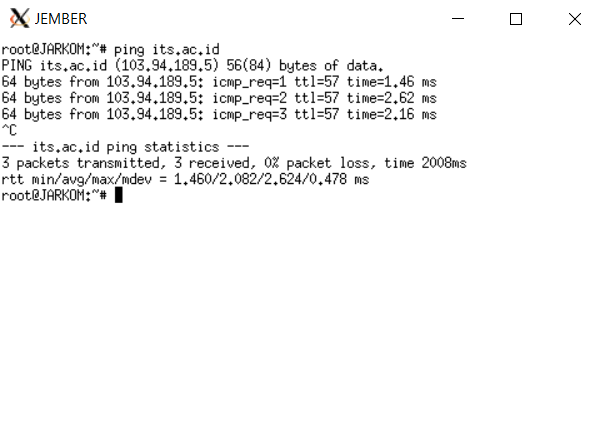 JEMBER
root@JARKOM:~# ping its.ac.id
PING its.ac.id (103.94.189.5) 56(84) bytes of data.
64 bytes from 103.94.189.5: icmp_req=1 ttl=57 time=1.46 ms
64 bytes from 103.94.189.5: icmp_req=2 ttl=57 time=2.62 ms
64 bytes from 103.94.189.5: icmp_req=3 ttl=57 time=2.16 ms
^C
--- its.ac.id ping statistics ---
3 packets transmitted, 3 received, 0% packet loss, time 2008ms
rtt min/avg/max/mdev = 1.460/2.082/2.624/0.478 ms
root@JARKOM:~#